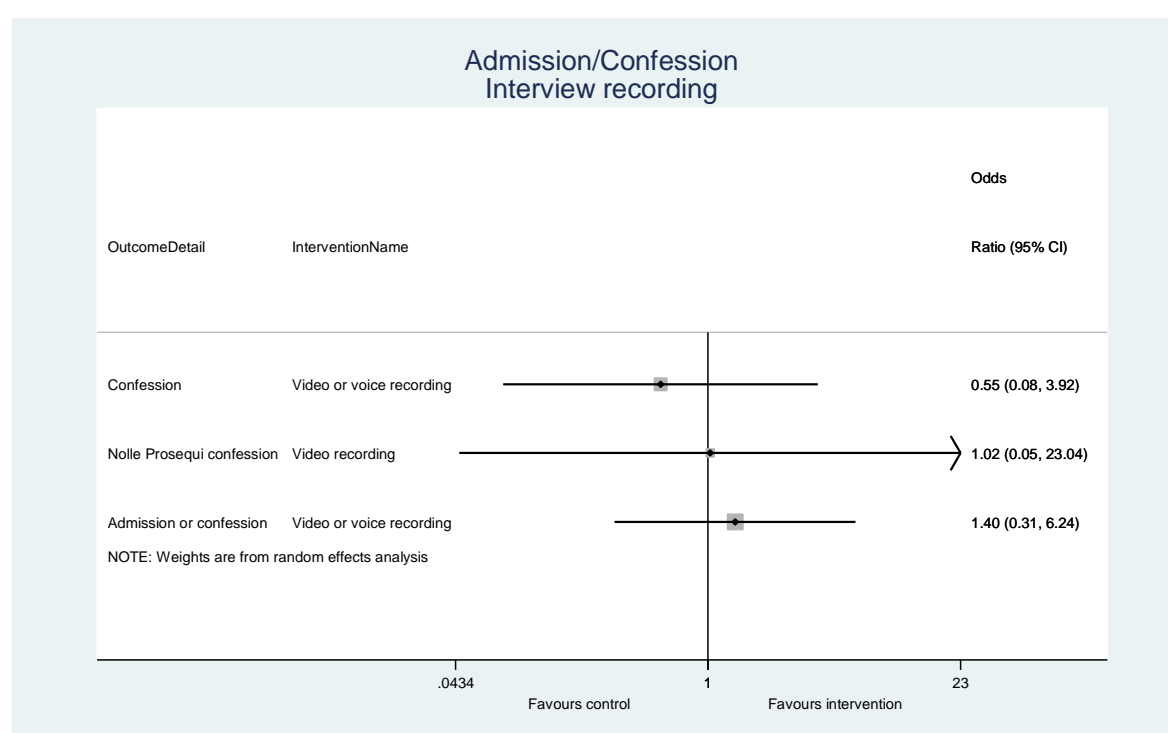 Admission/Confession
Interview recording
Odds
OutcomeDetail InterventionName Ratio (95% CI)
Confession Video or voice recording 0.55 (0.08, 3.92)
Nolle Prosequi confession Video recording 1.02 (0.05, 23.04)
Admission or confession Video or voice recording 1.40 (0.31, 6.24)
NOTE: Weights are from random effects analysis
.0434 1 23
Favours control Favours intervention